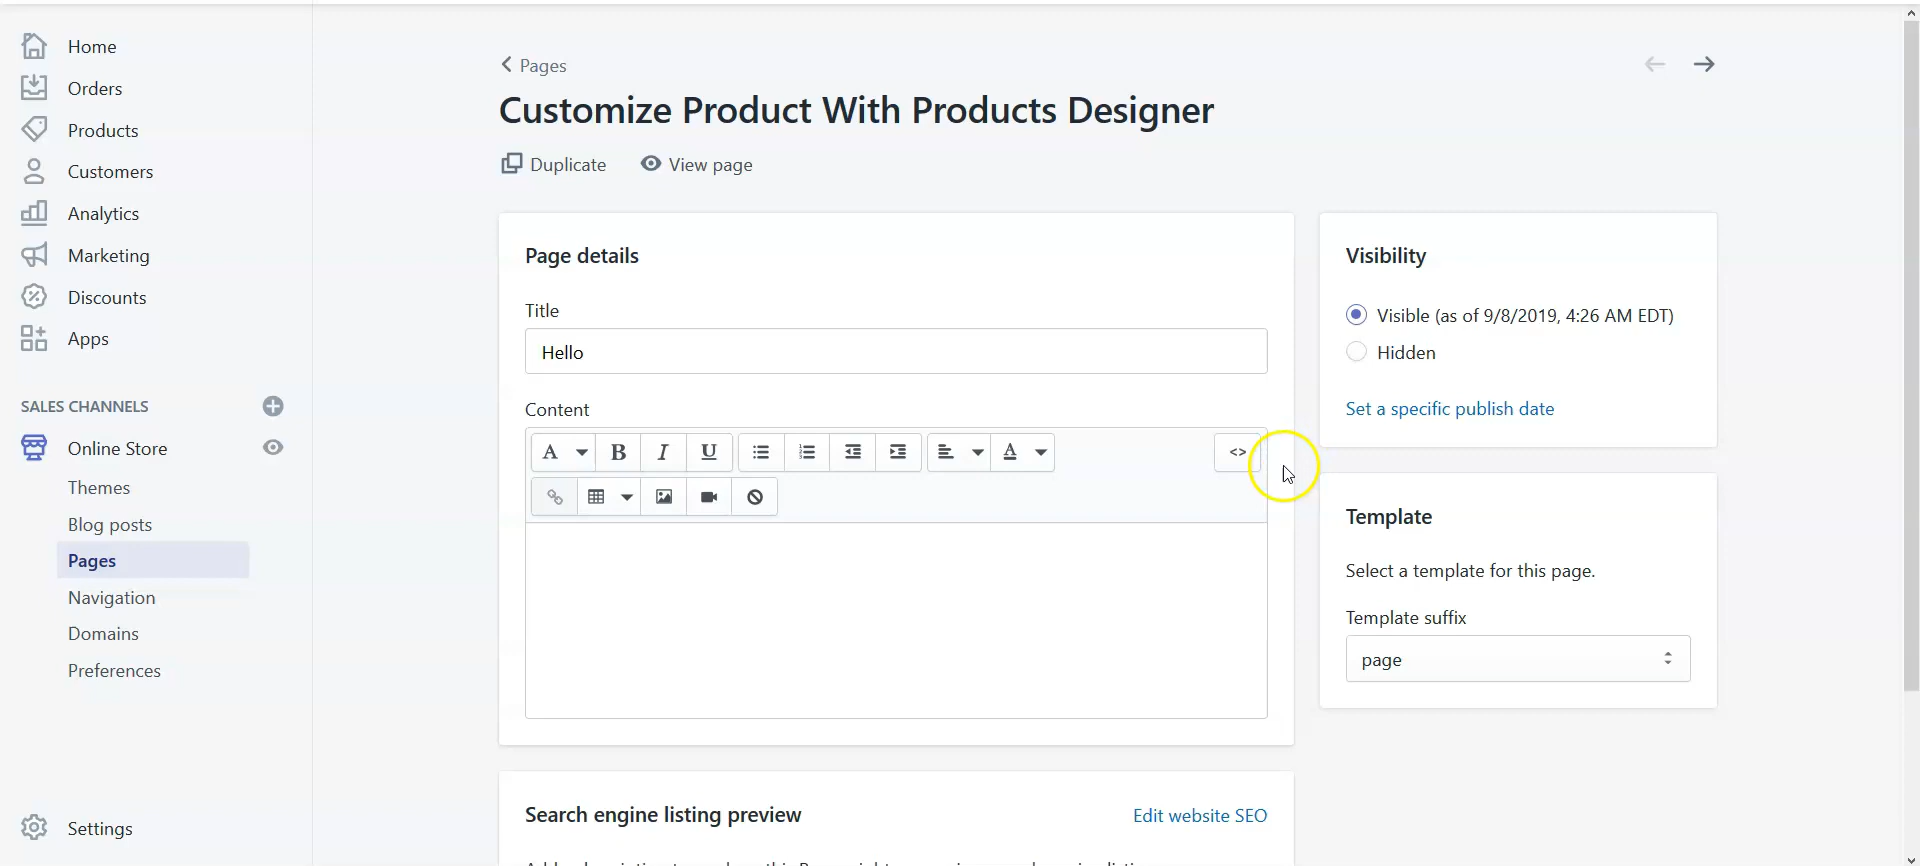 Home
Orders
Products
Customers
Analytics
Marketing
Discounts
Apps
SALES CHANNELS
Online Store
Themes
Blog posts
Pages
Navigation
Domains
Preferences
Settings
Pages
Customize Product With Products Designer
Duplicate View page
Page details
Title
Hello
Content
A B I U A <>
Search engine listing preview Edit website SEO
Visibility
Visible (as of 9/8/2019, 4:26 AM EDT)
Hidden
Set a specific publish date
Template
Select a template for this page.
Template suffix
page